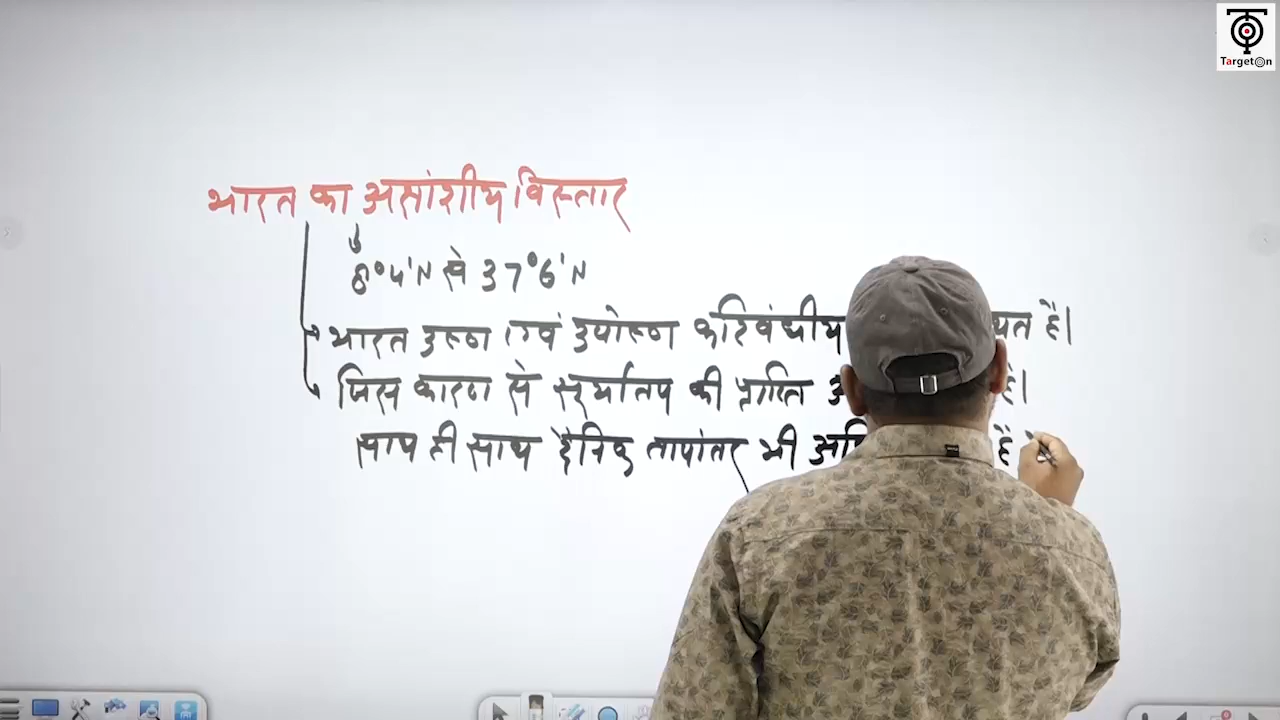 TargetOn
भारत का अक्षांशीय विस्तार
8°4'N से 37°6'N
भारत उष्ण एवं उपोष्ण कटिबंधीय है।
जिस कारण से सूर्यातप की प्राप्ति है।
साथ ही साथ दैनिक तापांतर भी हैं